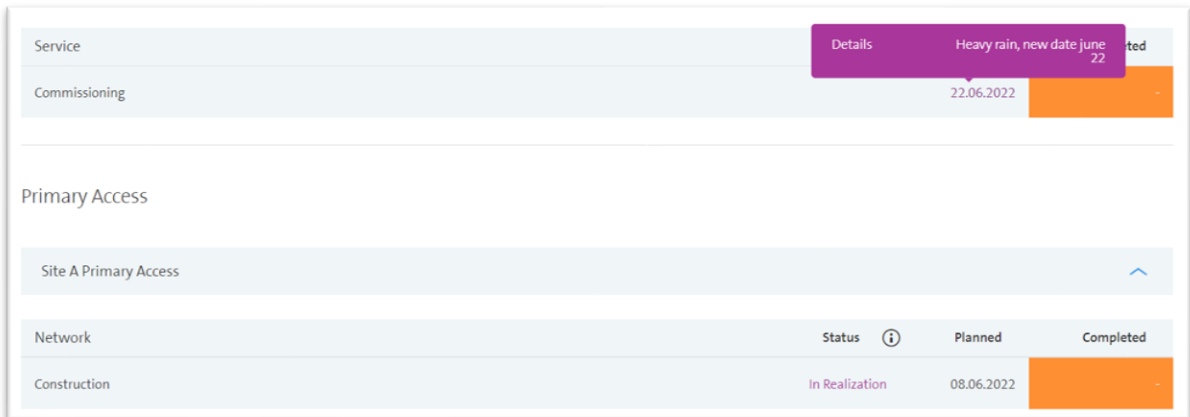 Service
Details Heavy rain, new date june
22
ted
Commissioning 22.06.2022 -
Primary Access
Site A Primary Access
Network Status i Planned Completed
Construction In Realization 08.06.2022 -